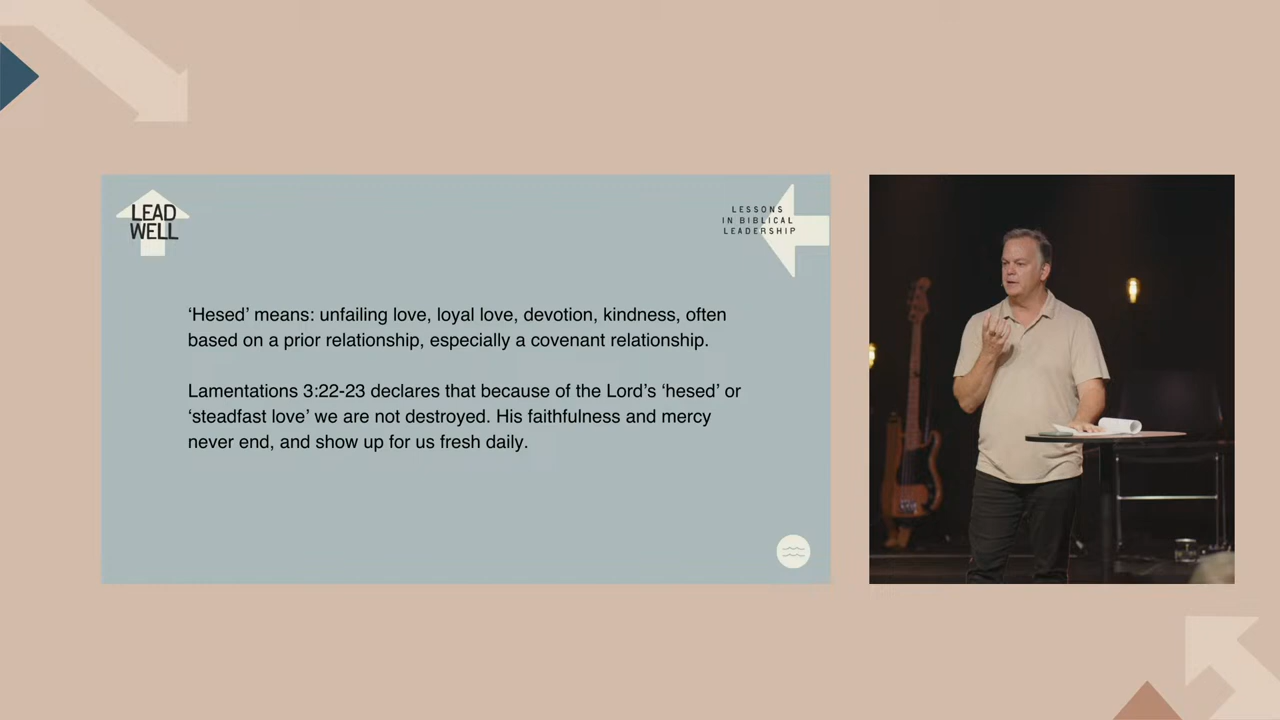 LEAD
WELL
LESSONS
IN BIBLICAL
LEADERSHIP
‘Hesed’ means: unfailing love, loyal love, devotion, kindness, often
based on a prior relationship, especially a covenant relationship.
Lamentations 3:22-23 declares that because of the Lord’s ‘hesed’ or
‘steadfast love’ we are not destroyed. His faithfulness and mercy
never end, and show up for us fresh daily.